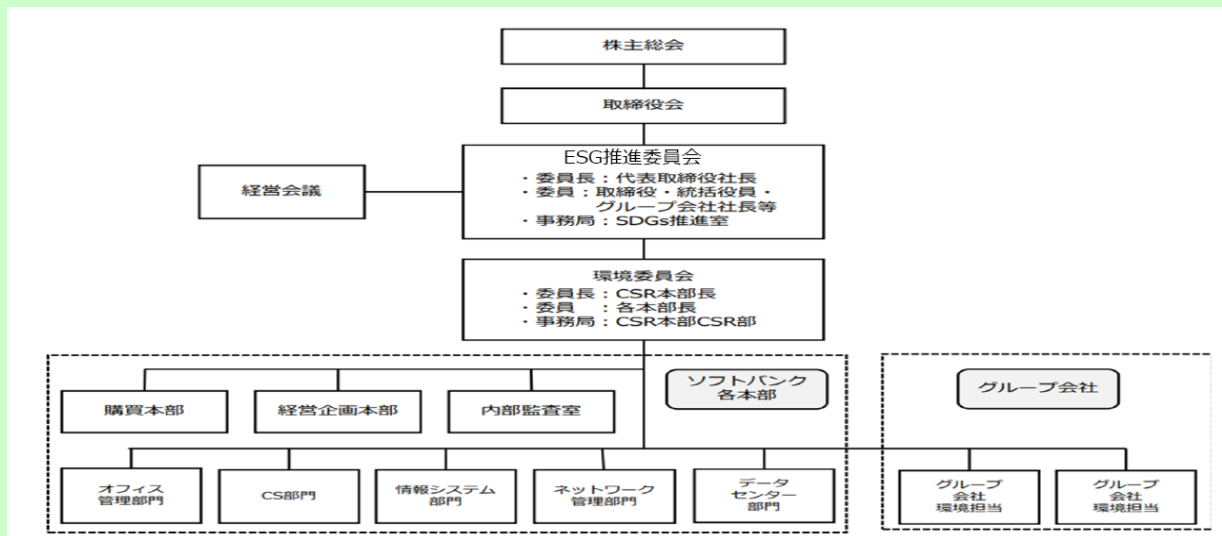 株主総会
取締役会
ESG推進委員会
・委員長：代表取締役社長
・委員：取締役・統括役員・
グループ会社社長等
・事務局：SDGs推進室
経営会議
環境委員会
・委員長：CSR本部長
・委員　：各本部長
・事務局：CSR本部CSR部
ソフトバンク
各本部
グループ会社
購買本部
経営企画本部
内部監査室
オフィス
管理部門
CS部門
情報システム
部門
ネットワーク
管理部門
データ
センター
部門
グループ
会社
環境担当
グループ
会社
環境担当